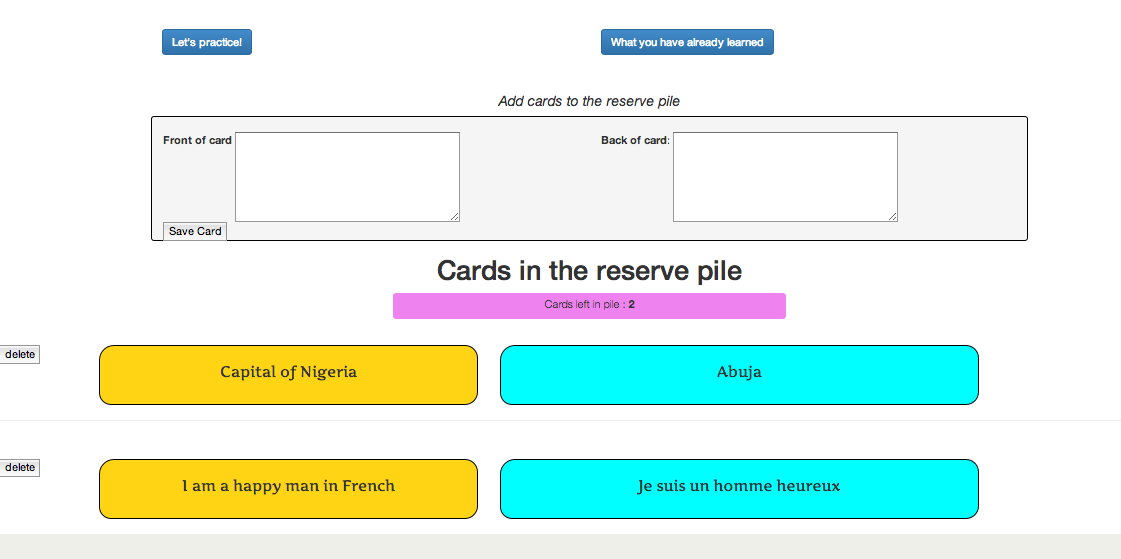 Let's practice!
What you have already learned
Add cards to the reserve pile
Front of card
Back of card:
Save Card
Cards in the reserve pile
Cards left in pile : 2
delete
Capital of Nigeria
Abuja
delete
I am a happy man in French
Je suis un homme heureux